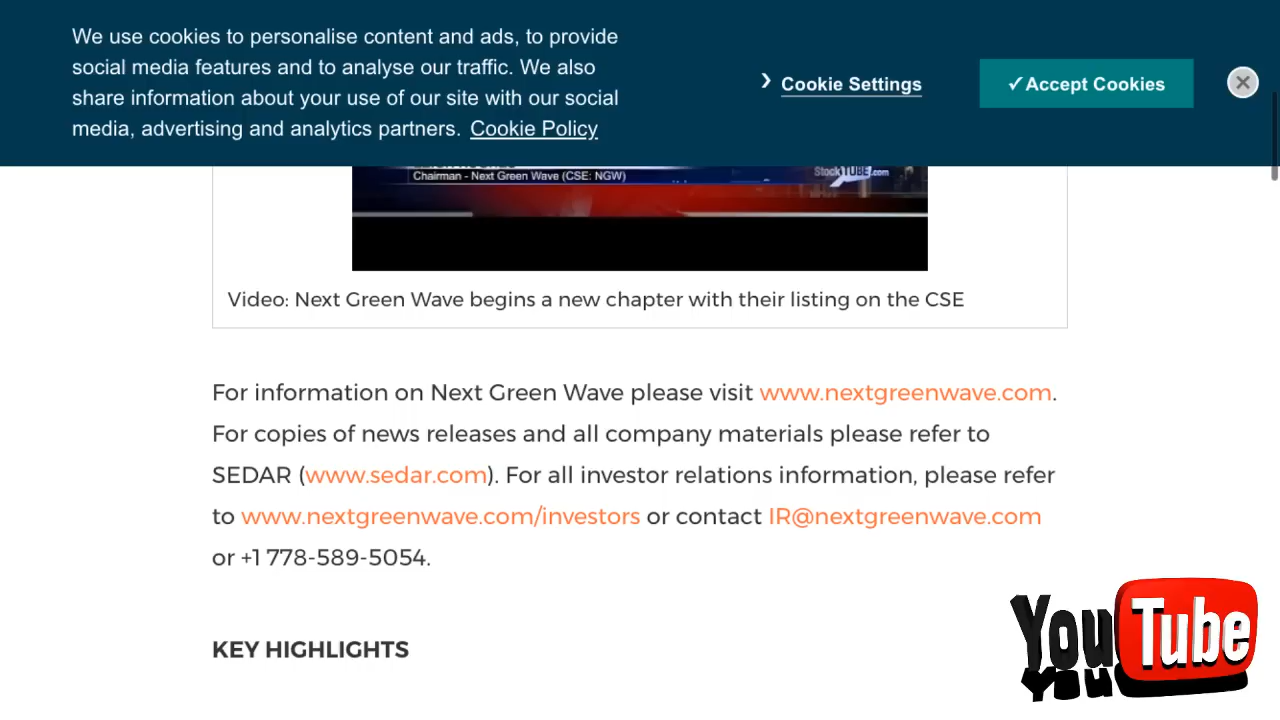 We use cookies to personalise content and ads, to provide
social media features and to analyse our traffic. We also
share information about your use of our site with our social
media, advertising and analytics partners. Cookie Policy
Cookie Settings
✓Accept Cookies
Chairman - Next Green Wave (CSE: NGW)
StockTUBE.com
Video: Next Green Wave begins a new chapter with their listing on the CSE
For information on Next Green Wave please visit www.nextgreenwave.com.
For copies of news releases and all company materials please refer to
SEDAR (www.sedar.com). For all investor relations information, please refer
to www.nextgreenwave.com/investors or contact IR@nextgreenwave.com
or +1 778-589-5054.
KEY HIGHLIGHTS
YouTube